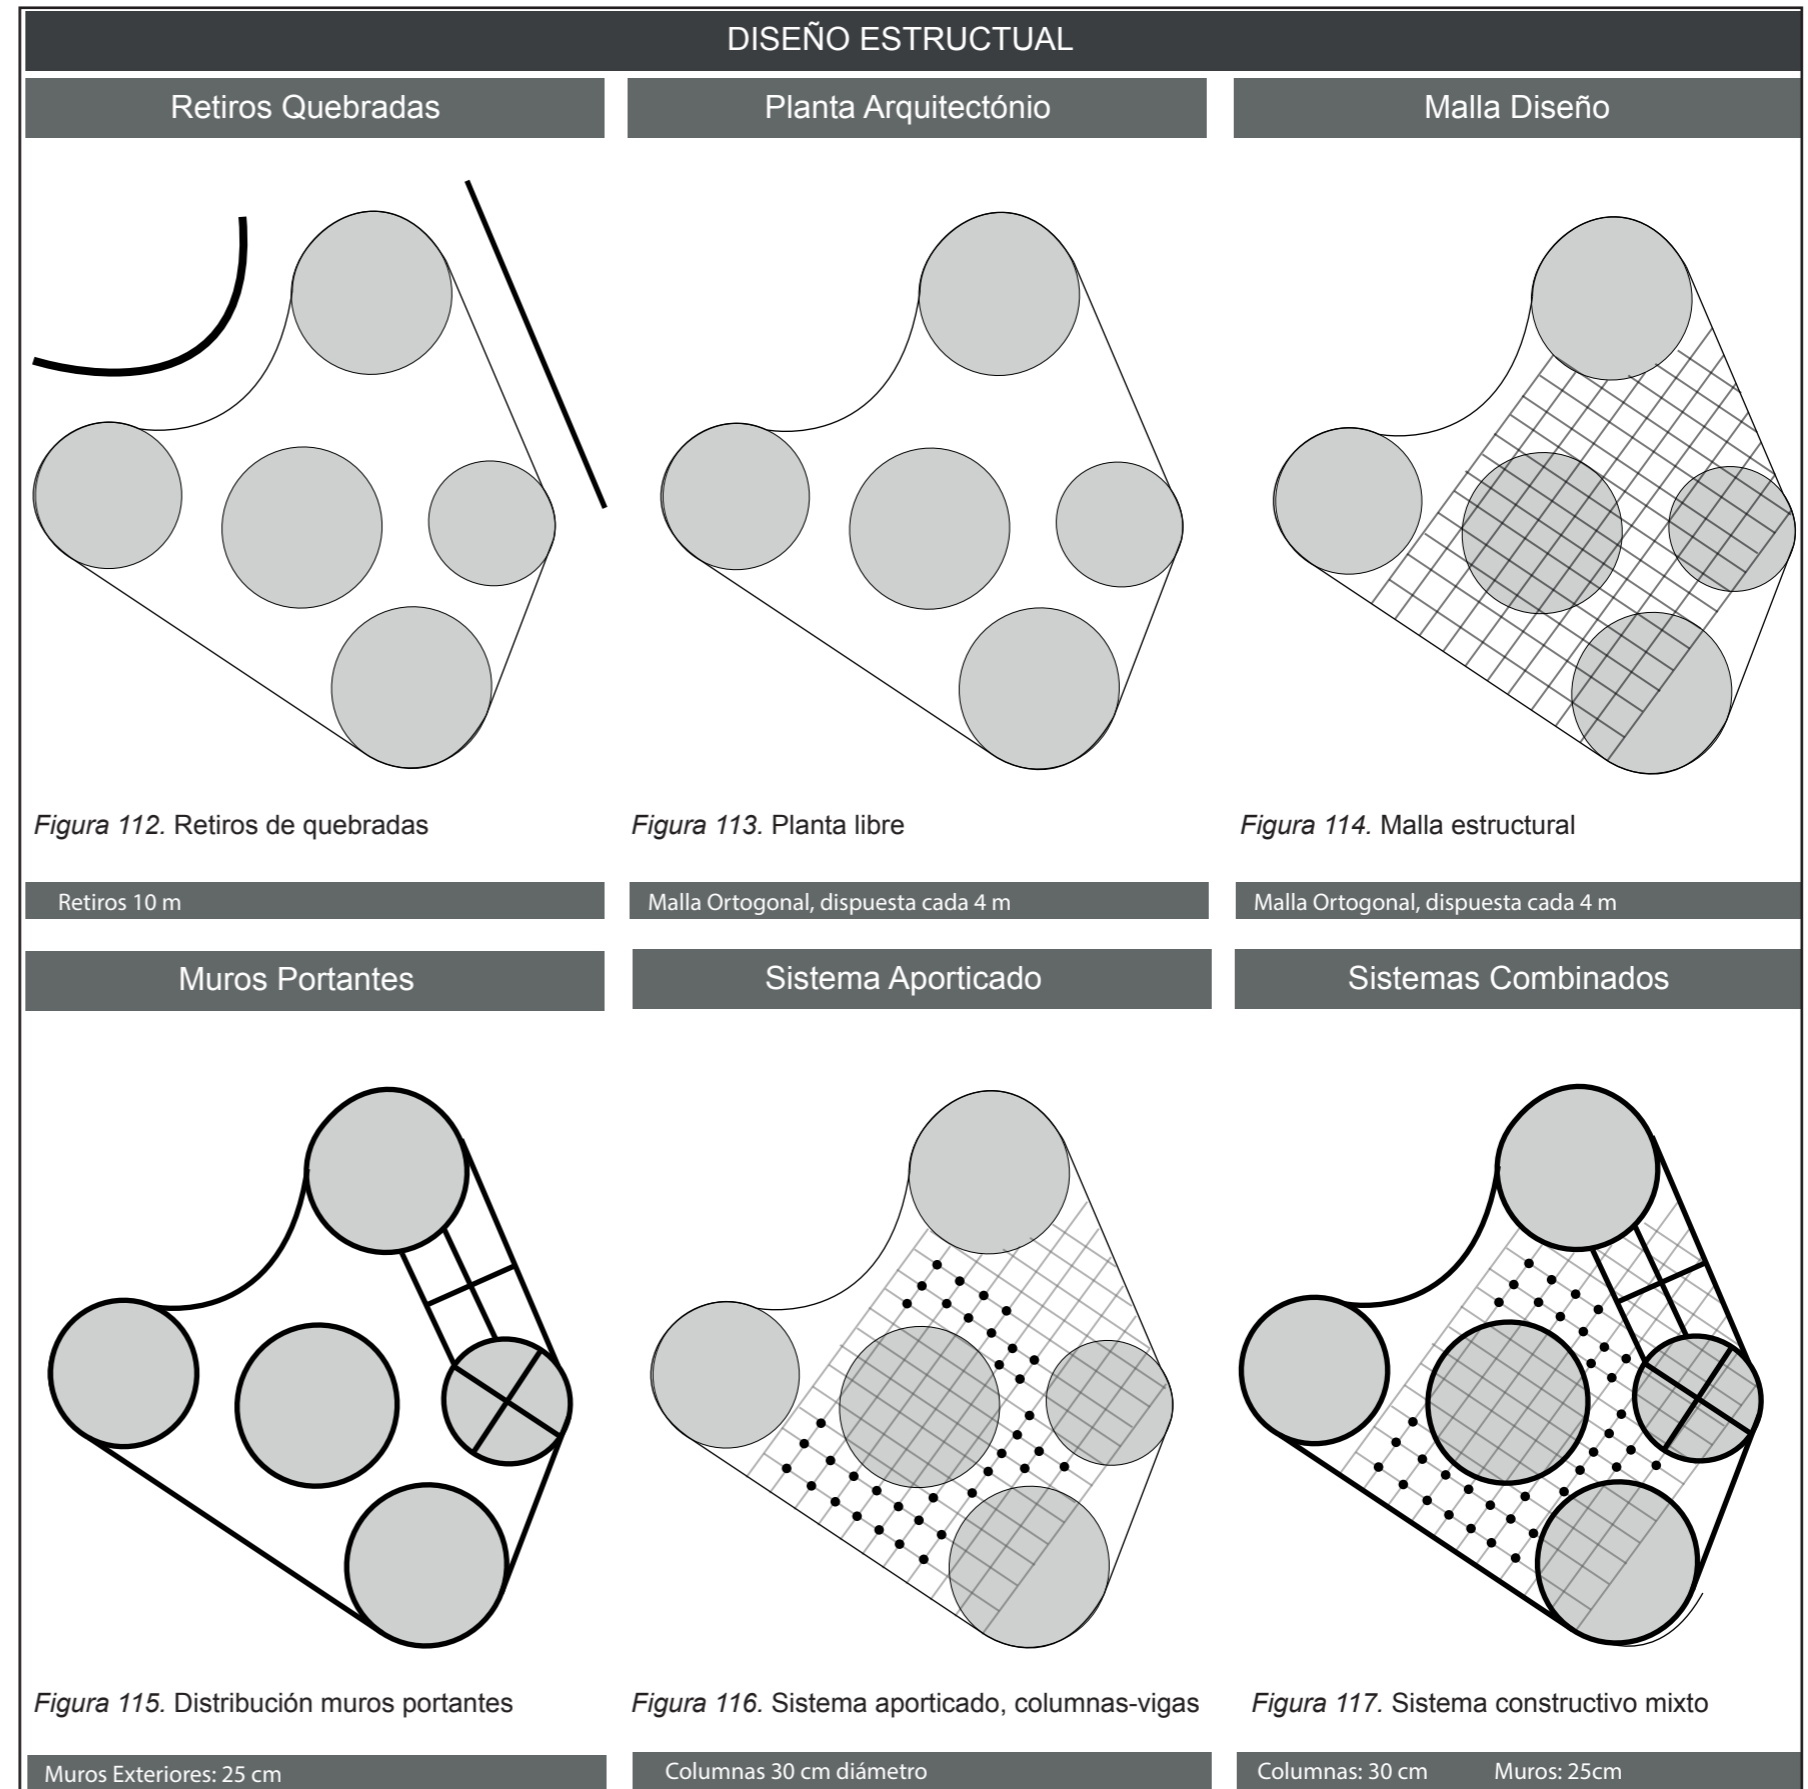 DISEÑO ESTRUCTUAL
Retiros Quebradas
Planta Arquitectónio
Malla Diseño
Figura 112. Retiros de quebradas
Figura 113. Planta libre
Figura 114. Malla estructural
Retiros 10 m
Malla Ortogonal, dispuesta cada 4 m
Malla Ortogonal, dispuesta cada 4 m
Muros Portantes
Sistema Aporticado
Sistemas Combinados
Figura 115. Distribución muros portantes
Figura 116. Sistema aporticado, columnas-vigas
Figura 117. Sistema constructivo mixto
Muros Exteriores: 25 cm
Columnas 30 cm diámetro
Columnas: 30 cm Muros: 25cm